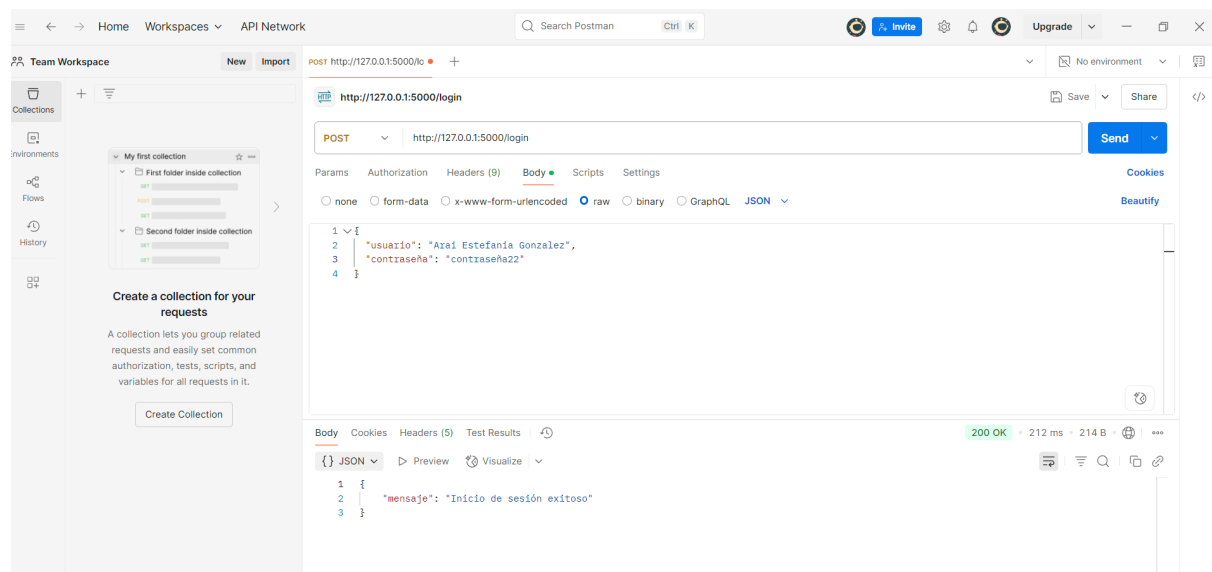 Home Workspaces API Network Search Postman Ctrl K Invite Upgrade
Team Workspace New Import POST http://127.0.0.1:5000/lo No environment
Collections
HTTP http://127.0.0.1:5000/login Save Share </>
POST http://127.0.0.1:5000/login Send
Environments
Flows
History
My first collection
First folder inside collection
GET
POST
GET
Second folder inside collection
GET
GET
Create a collection for your
requests
A collection lets you group related
requests and easily set common
authorization, tests, scripts, and
variables for all requests in it.
Create Collection
Params Authorization Headers (9) Body Scripts Settings Cookies
none form-data x-www-form-urlencoded raw binary GraphQL JSON Beautify
1 {
2 "usuario": "Arai Estefania Gonzalez",
3 "contraseña": "contraseña22"
4 }
Body Cookies Headers (5) Test Results 200 OK 212 ms 214 B
{} JSON Preview Visualize
1 {
2 "mensaje": "Inicio de sesión exitoso"
3 }